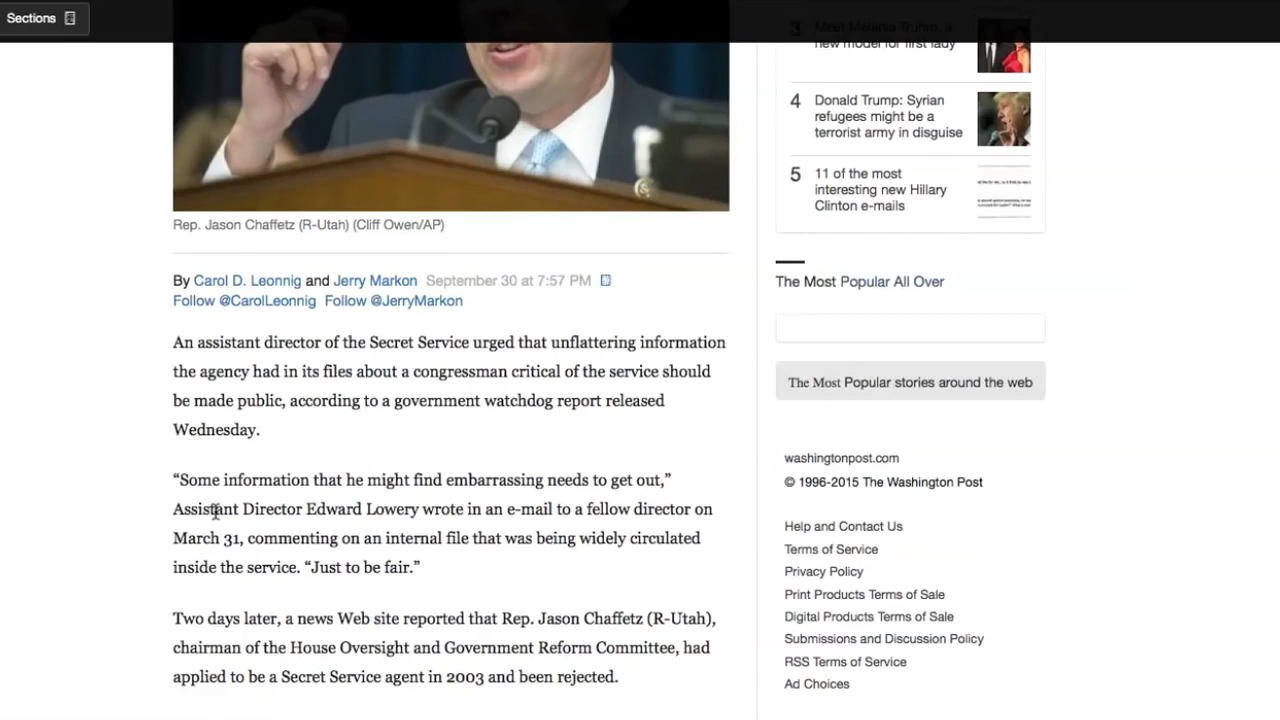 Sections
Rep. Jason Chaffetz (R-Utah) (Cliff Owen/AP)
By Carol D. Leonnig and Jerry Markon September 30 at 7:57 PM
Follow @CarolLeonnig Follow @JerryMarkon
An assistant director of the Secret Service urged that unflattering information
the agency had in its files about a congressman critical of the service should
be made public, according to a government watchdog report released
Wednesday.
“Some information that he might find embarrassing needs to get out,”
Assistant Director Edward Lowery wrote in an e-mail to a fellow director on
March 31, commenting on an internal file that was being widely circulated
inside the service. “Just to be fair.”
Two days later, a news Web site reported that Rep. Jason Chaffetz (R-Utah),
chairman of the House Oversight and Government Reform Committee, had
applied to be a Secret Service agent in 2003 and been rejected.
3 Meet Melania Trump, a
new model for first lady
4 Donald Trump: Syrian
refugees might be a
terrorist army in disguise
5 11 of the most
interesting new Hillary
Clinton e-mails
The Most Popular All Over
The Most Popular stories around the web
washingtonpost.com
© 1996-2015 The Washington Post
Help and Contact Us
Terms of Service
Privacy Policy
Print Products Terms of Sale
Digital Products Terms of Sale
Submissions and Discussion Policy
RSS Terms of Service
Ad Choices